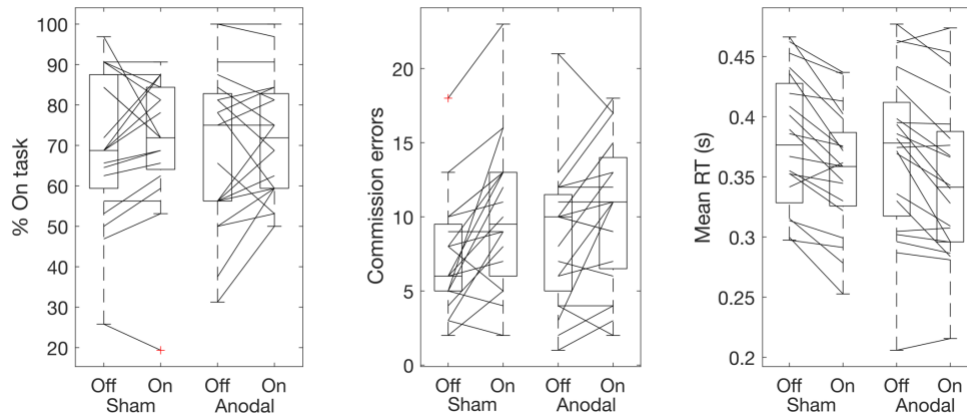 % On task
100
90
80
70
60
50
40
30
20
Off On Off On
Sham Anodal
Commission errors
20
15
10
5
0
Off On Off On
Sham Anodal
Mean RT (s)
0.45
0.4
0.35
0.3
0.25
0.2
Off On Off On
Sham Anodal